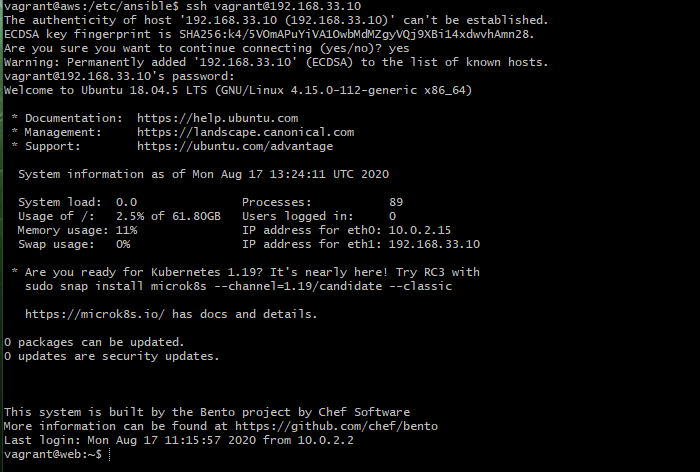 vagrant@aws:/etc/ansible$ ssh vagrant@192.168.33.10
The authenticity of host '192.168.33.10 (192.168.33.10)' can't be established.
ECDSA key fingerprint is SHA256:k4/5VOmAPuYiVA1OwbMdMZgyVQj9XBi14xdwvhAmn28.
Are you sure you want to continue connecting (yes/no)? yes
Warning: Permanently added '192.168.33.10' (ECDSA) to the list of known hosts.
vagrant@192.168.33.10's password:
Welcome to Ubuntu 18.04.5 LTS (GNU/Linux 4.15.0-112-generic x86_64)
* Documentation:  https://help.ubuntu.com
* Management:     https://landscape.canonical.com
* Support:        https://ubuntu.com/advantage
System information as of Mon Aug 17 13:24:11 UTC 2020
System load:  0.0               Processes:           89
Usage of /:   2.5% of 61.80GB   Users logged in:     0
Memory usage: 11%               IP address for eth0: 10.0.2.15
Swap usage:   0%                IP address for eth1: 192.168.33.10
* Are you ready for Kubernetes 1.19? It's nearly here! Try RC3 with
sudo snap install microk8s --channel=1.19/candidate --classic
https://microk8s.io/ has docs and details.
0 packages can be updated.
0 updates are security updates.
This system is built by the Bento project by Chef Software
More information can be found at https://github.com/chef/bento
Last login: Mon Aug 17 11:15:57 2020 from 10.0.2.2
vagrant@web:~$